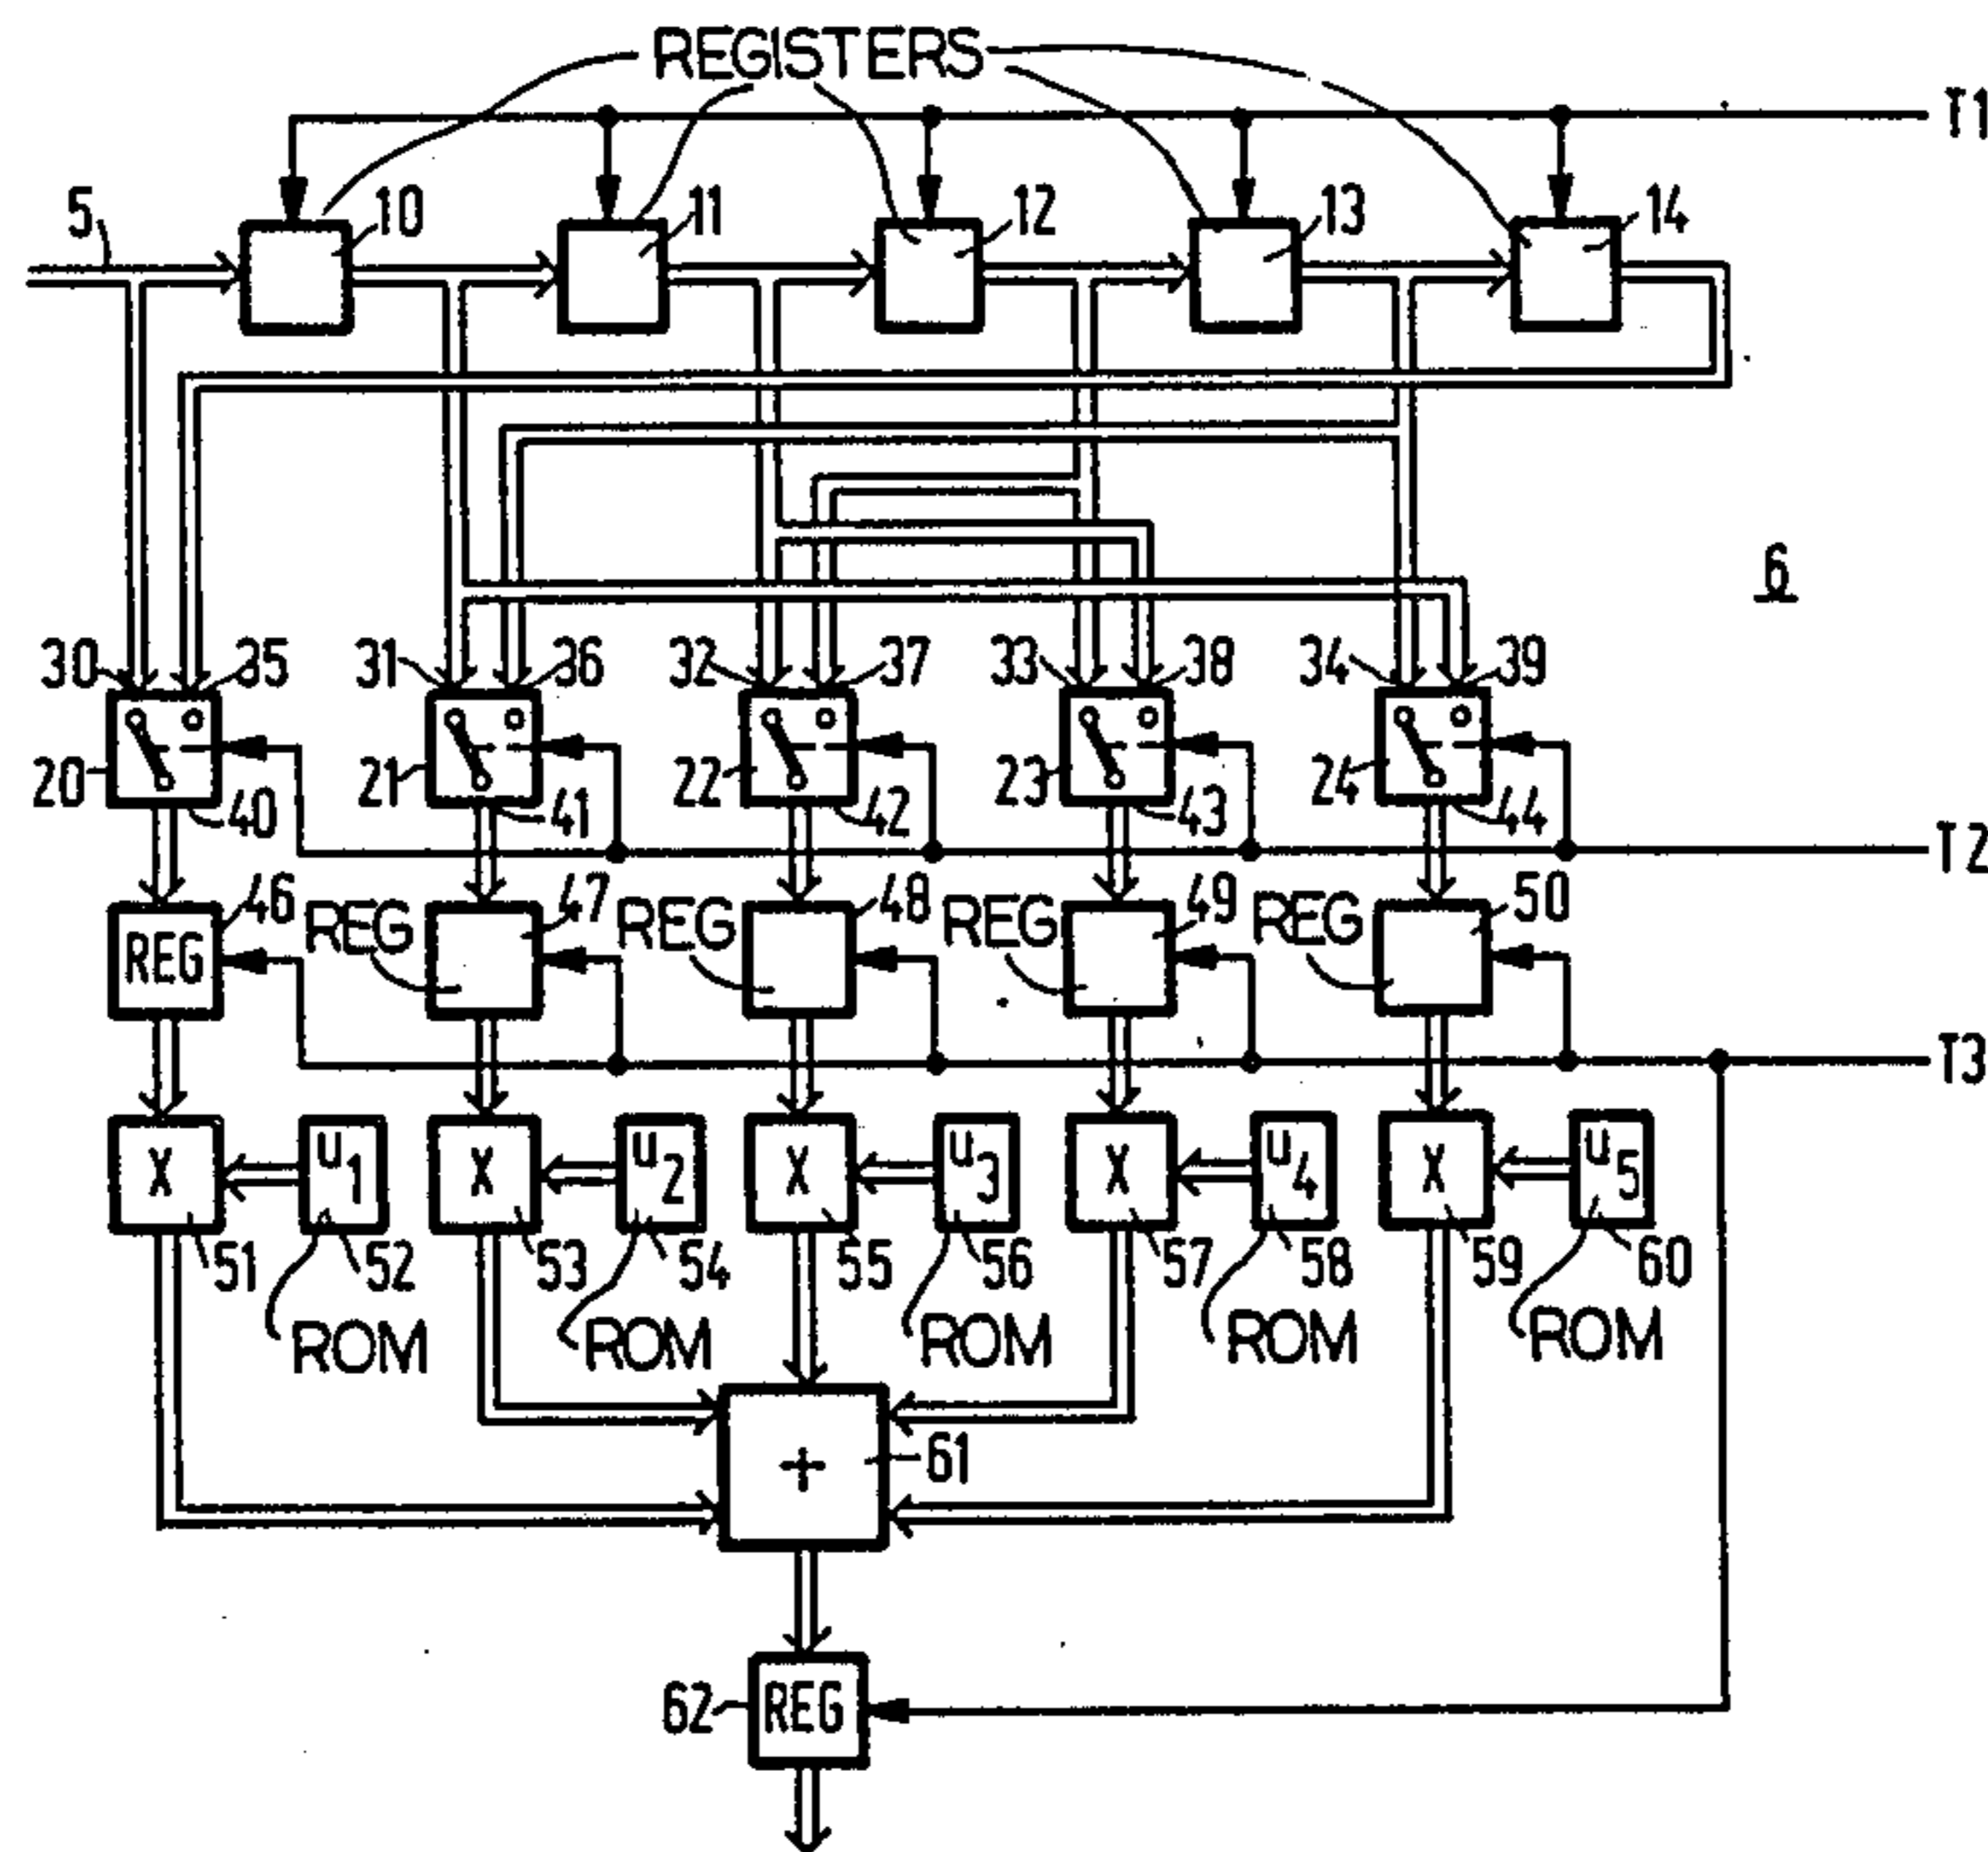 REGISTERS
T1
5 10 11 12 13 14
6
30 35 31 36 32 37 33 38 34 39
20 21 22 23 24
40 41 42 43 44
T2
46 47 48 49 50
REG REG REG REG REG
T3
X u1 X u2 X u3 X u4 X u5
51 52 53 54 55 56 57 58 59 60
ROM ROM ROM ROM ROM
+ 61
62 REG